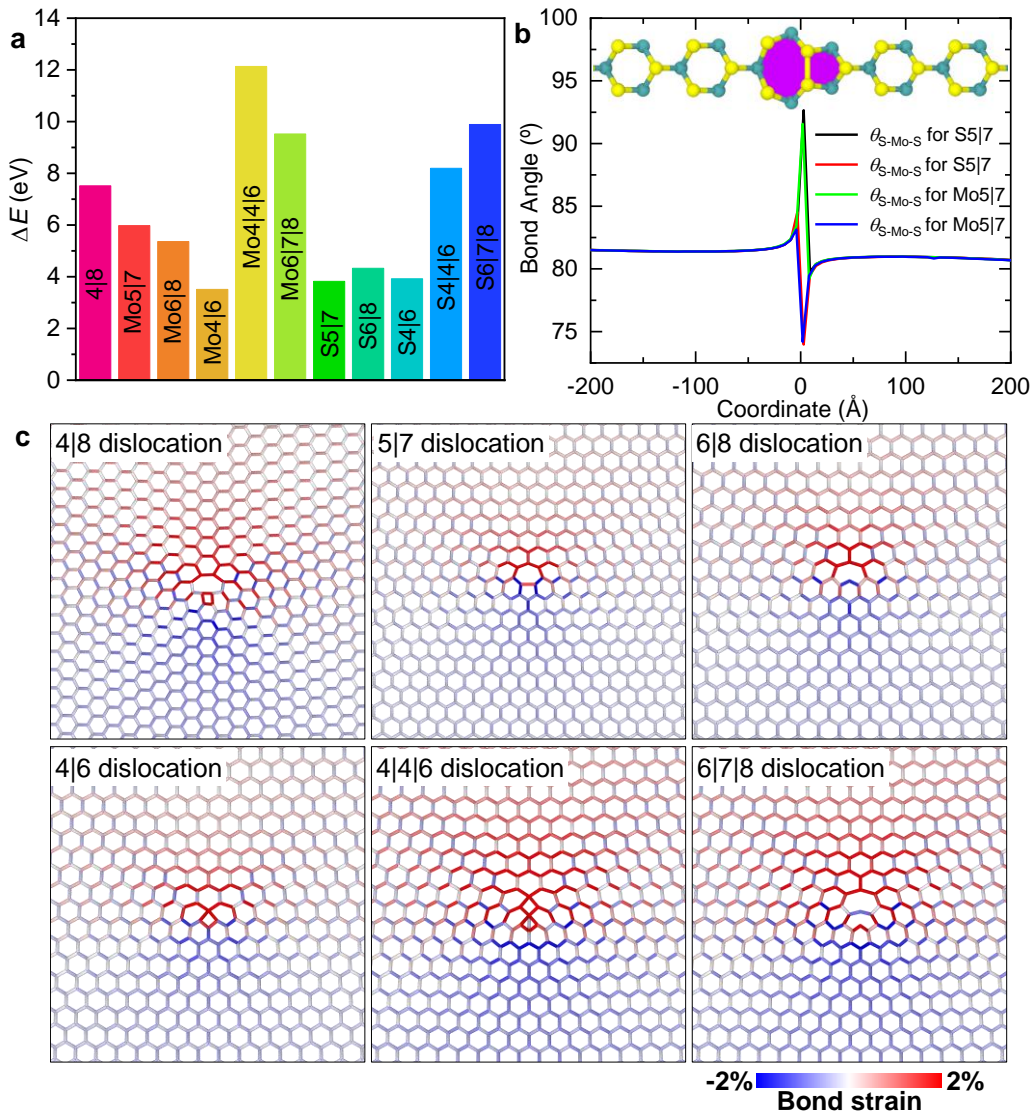 a
14
12
10
8
6
4
2
0
ΔE (eV)
4|8
Mo5|7
Mo6|8
Mo4|6
Mo4|4|6
Mo6|7|8
S5|7
S6|8
S4|6
S4|4|6
S6|7|8
b
100
95
90
85
80
75
Bond Angle (º)
θS-Mo-S for S5|7
θS-Mo-S for S5|7
θS-Mo-S for Mo5|7
θS-Mo-S for Mo5|7
-200 -100 0 100 200
Coordinate (Å)
c
4|8 dislocation
5|7 dislocation
6|8 dislocation
4|6 dislocation
4|4|6 dislocation
6|7|8 dislocation
-2% 2%
Bond strain